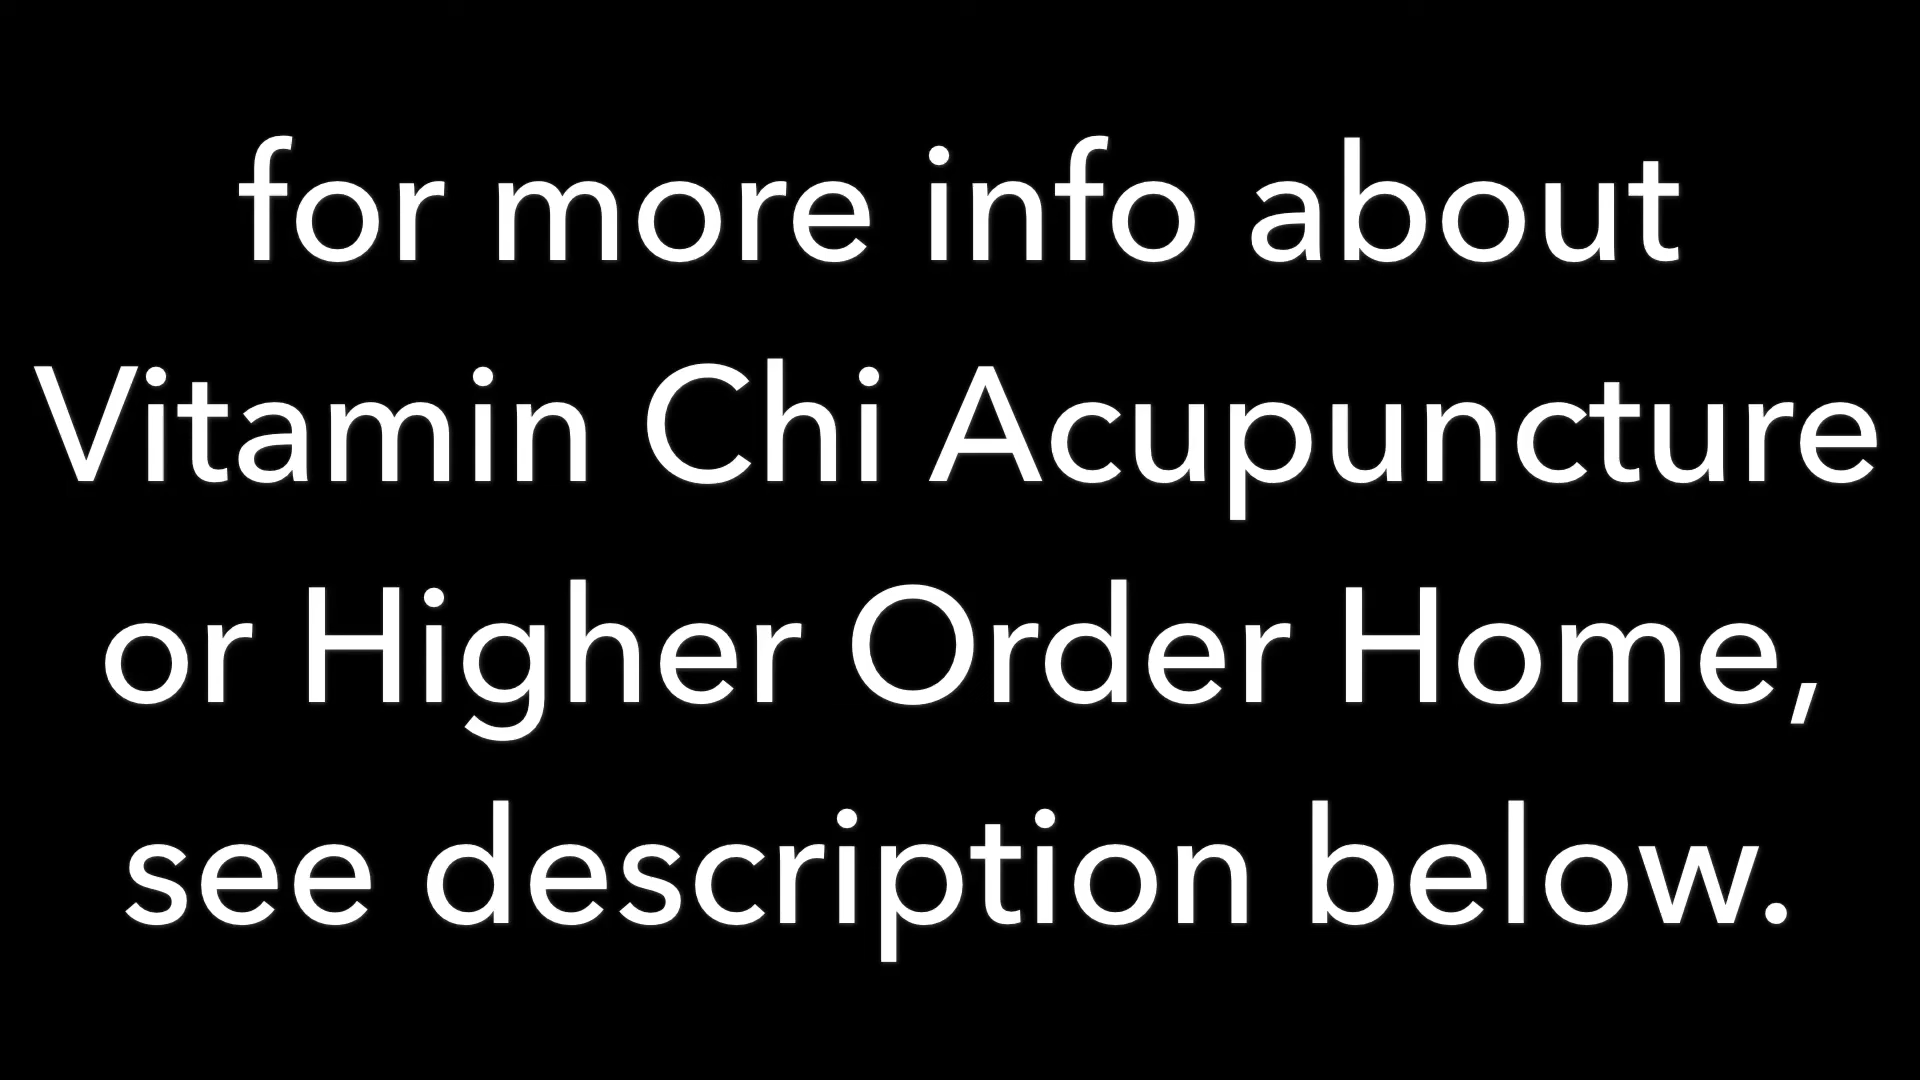 for more info about
Vitamin Chi Acupuncture
or Higher Order Home,
see description below.